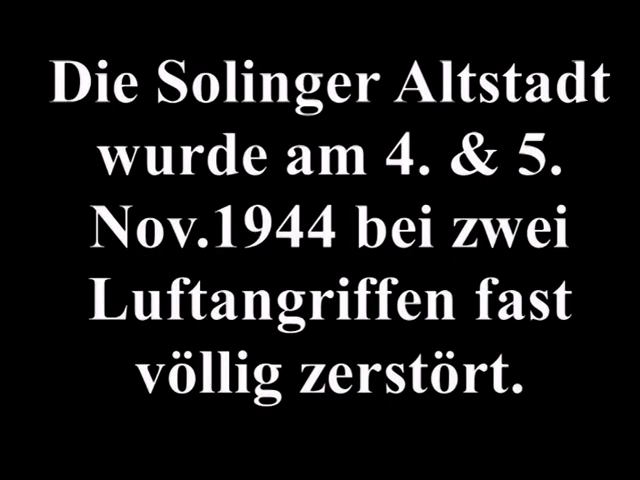 Die Solinger Altstadt
wurde am 4. & 5.
Nov.1944 bei zwei
Luftangriffen fast
völlig zerstört.